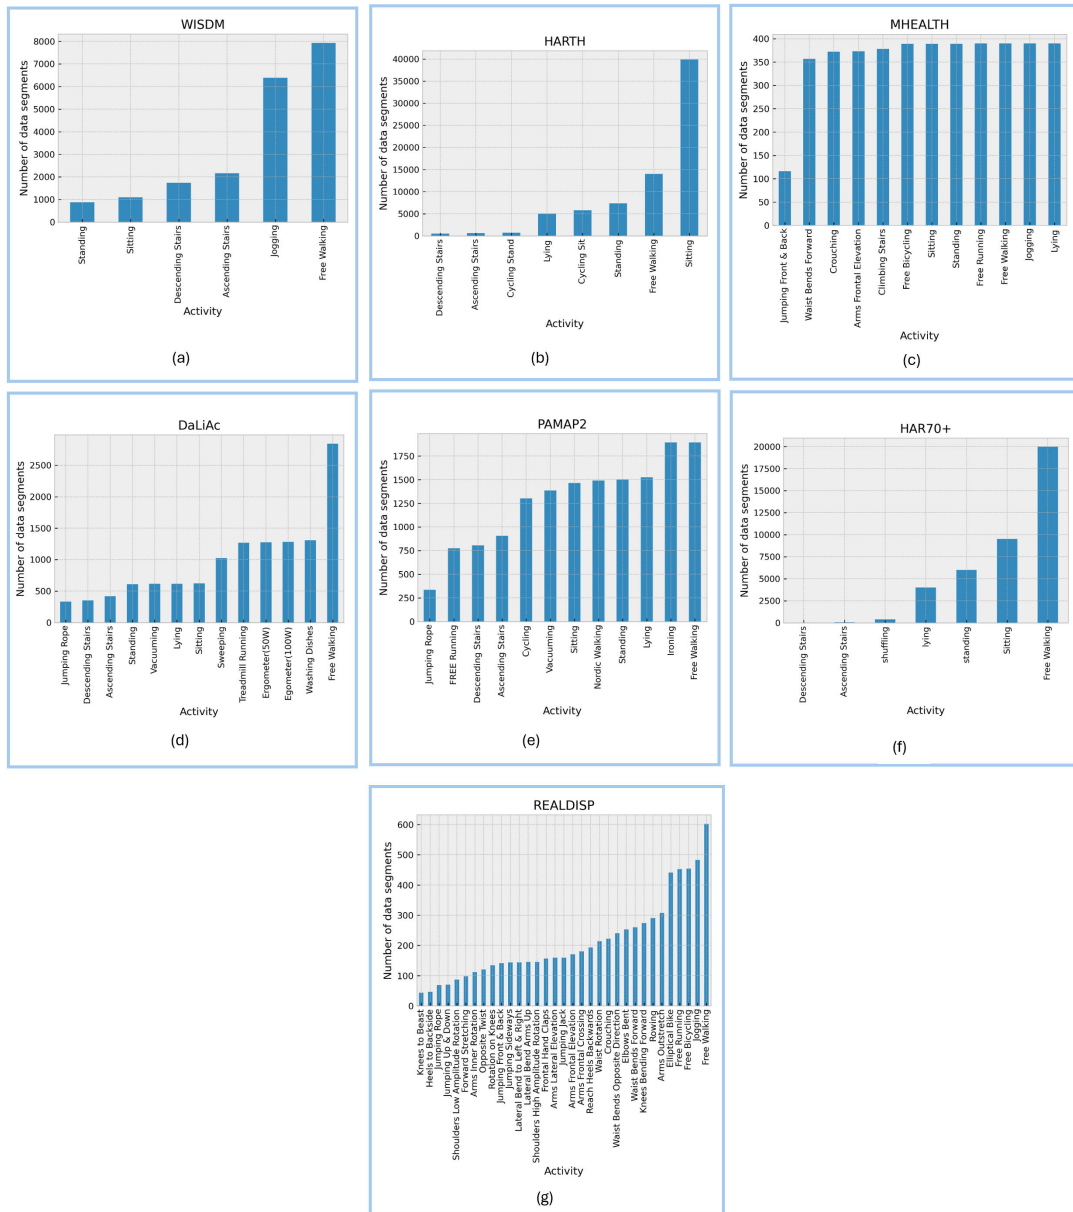 WISDM
Number of data segments
8000
7000
6000
5000
4000
3000
2000
1000
0
Standing
Sitting
Descending Stairs
Ascending Stairs
Jogging
Free Walking
Activity
(a)
HARTH
Number of data segments
40000
35000
30000
25000
20000
15000
10000
5000
0
Descending Stairs
Ascending Stairs
Cycling Stand
Lying
Cycling Sit
Standing
Free Walking
Sitting
Activity
(b)
MHEALTH
Number of data segments
400
350
300
250
200
150
100
50
0
Jumping Front & Back
Waist Bends Forward
Crouching
Arms Frontal Elevation
Climbing Stairs
Free Bicycling
Sitting
Standing
Free Running
Free Walking
Jogging
Lying
Activity
(c)
DaLiAc
Number of data segments
2500
2000
1500
1000
500
0
Jumping Rope
Descending Stairs
Ascending Stairs
Standing
Vacuuming
Lying
Sitting
Sweeping
Treadmill Running
Ergometer(50W)
Egometer(100W)
Washing Dishes
Free Walking
Activity
(d)
PAMAP2
Number of data segments
1750
1500
1250
1000
750
500
250
0
Jumping Rope
FREE Running
Descending Stairs
Ascending Stairs
Cycling
Vacuuming
Sitting
Nordic Walking
Standing
Lying
Ironing
Free Walking
Activity
(e)
HAR70+
Number of data segments
20000
17500
15000
12500
10000
7500
5000
2500
0
Descending Stairs
Ascending Stairs
shuffling
lying
standing
Sitting
Free Walking
Activity
(f)
REALDISP
Number of data segments
600
500
400
300
200
100
0
Knees to Beast
Heels to Backside
Jumping Rope
Jumping Up & Down
Shoulders Low Amplitude Rotation
Forward Stretching
Arms Inner Rotation
Opposite Twist
Rotation on Knees
Jumping Front & Back
Jumping Sideways
Lateral Bend to Left & Right
Lateral Bend Arms Up
Shoulders High Amplitude Rotation
Frontal Hand Claps
Arms Lateral Elevation
Jumping Jack
Arms Frontal Elevation
Arms Frontal Crossing
Reach Heels Backwards
Waist Rotation
Crouching
Waist Bends Opposite Direction
Elbows Bent
Waist Bends Forward
Knees Bending Forward
Rowing
Arms Outstretch
Elliptical Bike
Free Running
Free Bicycling
Jogging
Free Walking
Activity
(g)